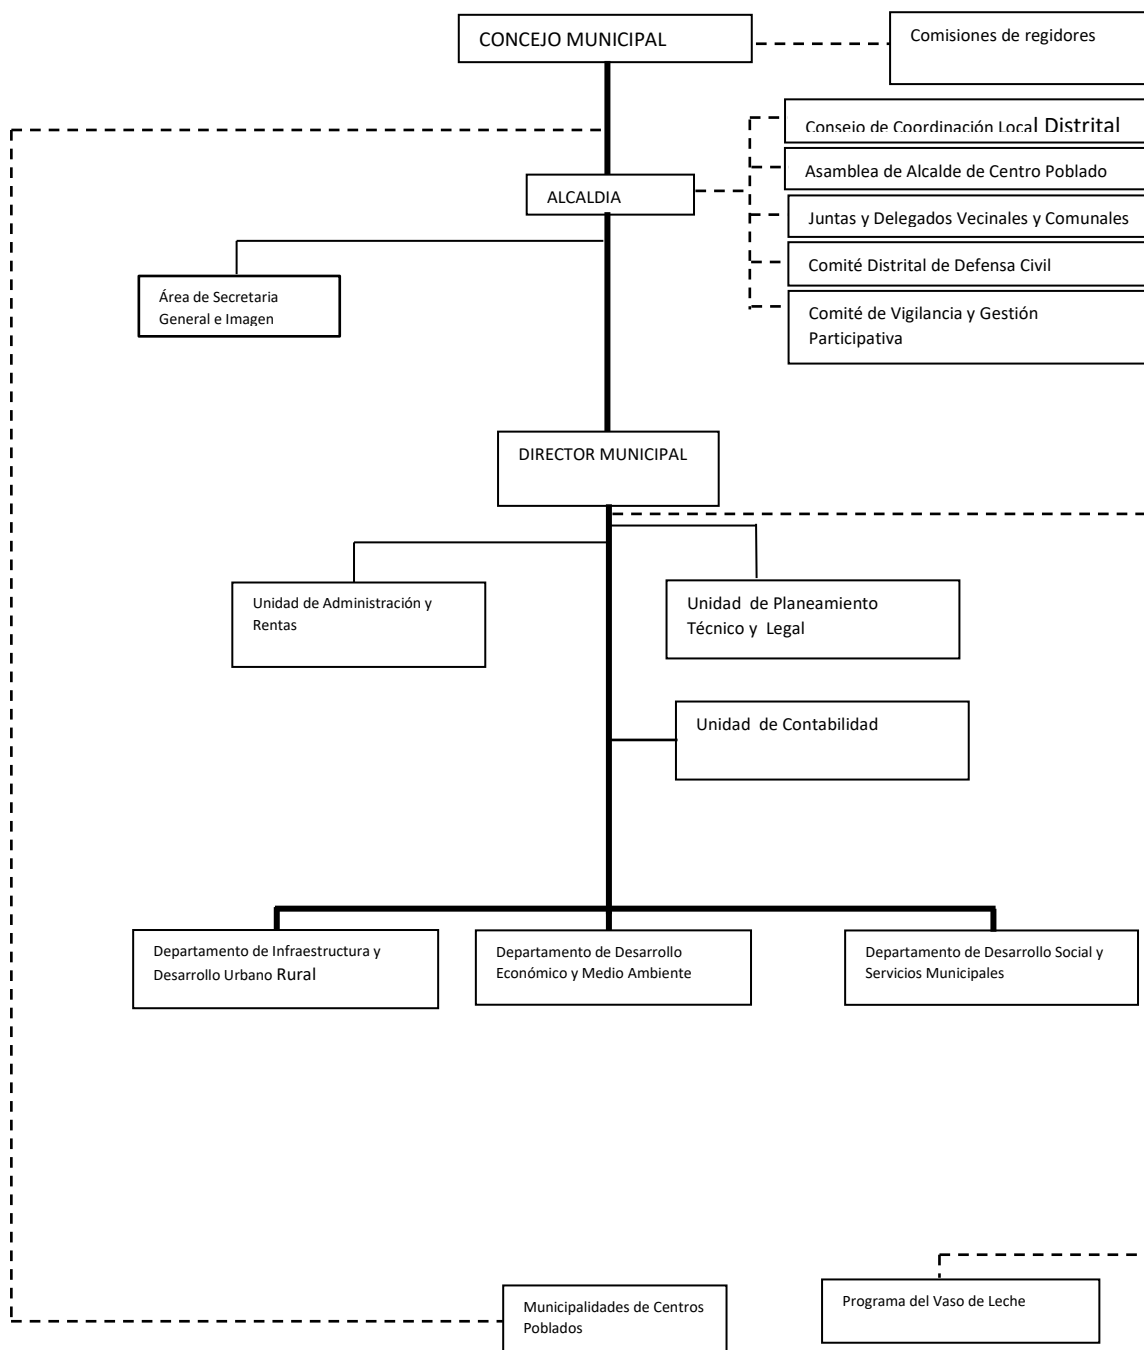 CONCEJO MUNICIPAL
Comisiones de regidores
Consejo de Coordinación Local Distrital
Asamblea de Alcalde de Centro Poblado
ALCALDIA
Juntas y Delegados Vecinales y Comunales
Comité Distrital de Defensa Civil
Área de Secretaria
General e Imagen
Comité de Vigilancia y Gestión
Participativa
DIRECTOR MUNICIPAL
Unidad de Administración y
Rentas
Unidad de Planeamiento
Técnico y Legal
Unidad de Contabilidad
Departamento de Infraestructura y
Desarrollo Urbano Rural
Departamento de Desarrollo
Económico y Medio Ambiente
Departamento de Desarrollo Social y
Servicios Municipales
Municipalidades de Centros
Poblados
Programa del Vaso de Leche